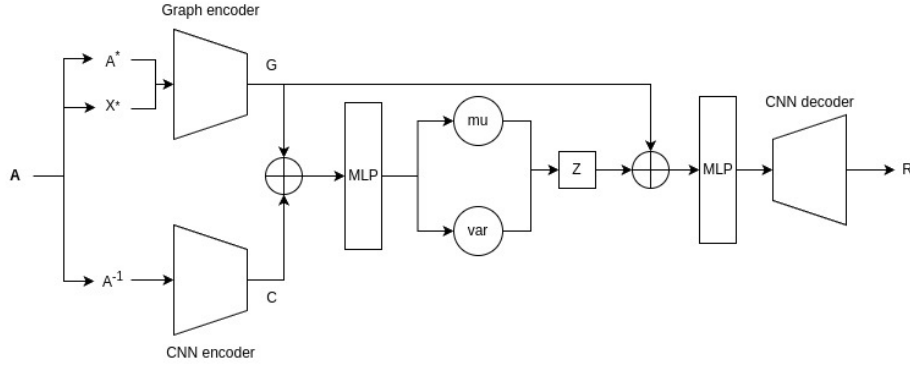 Graph encoder
A*
G
X*
CNN decoder
mu
A
MLP
Z
MLP
R
var
A-1
C
CNN encoder